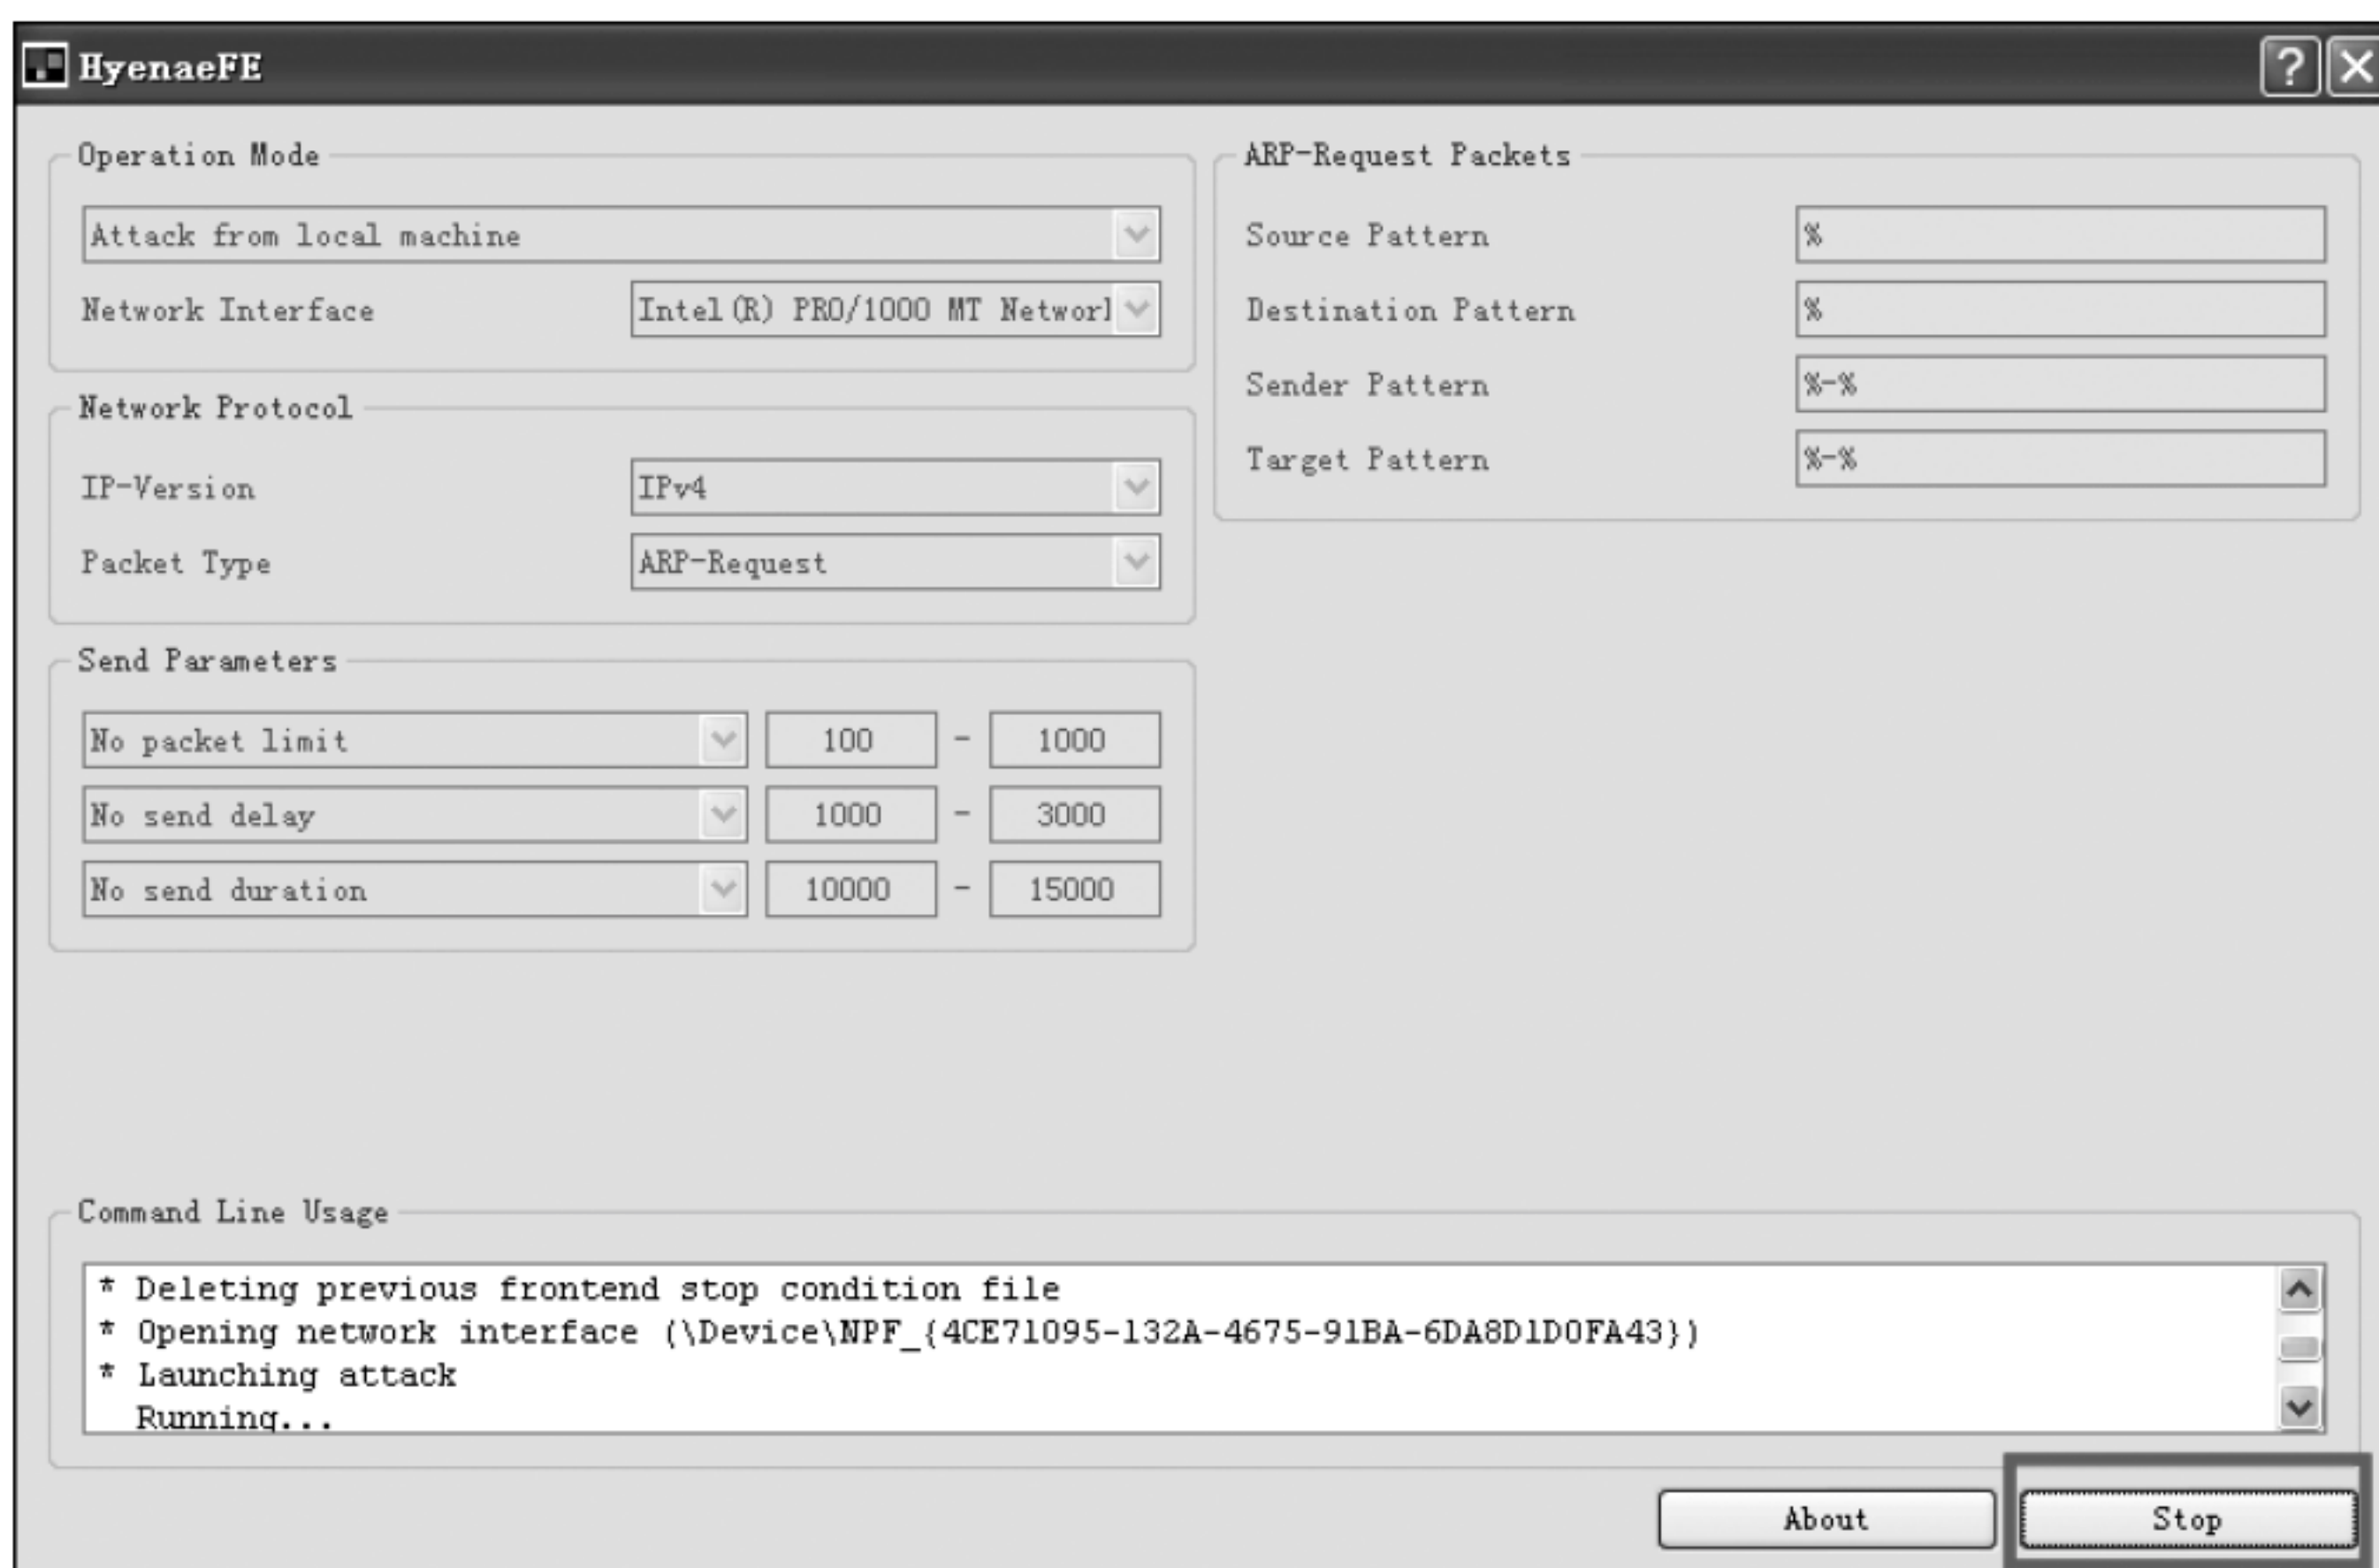 HyenaeFE
Operation Mode
Attack from local machine
Network Interface
Intel(R) PRO/1000 MT Networl
Network Protocol
IP-Version
IPv4
Packet Type
ARP-Request
Send Parameters
No packet limit 100 - 1000
No send delay 1000 - 3000
No send duration 10000 - 15000
ARP-Request Packets
Source Pattern %
Destination Pattern %
Sender Pattern %-%
Target Pattern %-%
Command Line Usage
* Deleting previous frontend stop condition file
* Opening network interface (\Device\NPF_{4CE71095-132A-4675-91BA-6DA8D1D0FA43})
* Launching attack
Running...
About
Stop